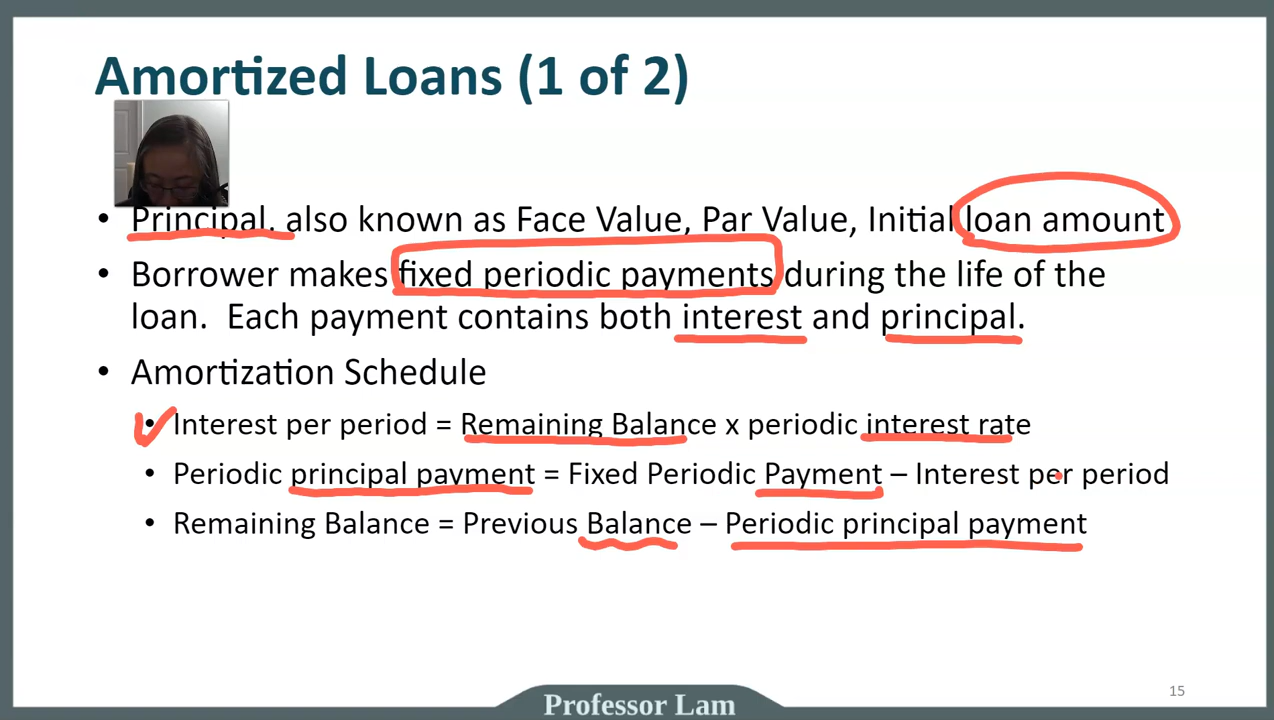 Amortized Loans (1 of 2)
• Principal, also known as Face Value, Par Value, Initial loan amount
• Borrower makes fixed periodic payments during the life of the
loan. Each payment contains both interest and principal.
• Amortization Schedule
• Interest per period = Remaining Balance x periodic interest rate
• Periodic principal payment = Fixed Periodic Payment – Interest per period
• Remaining Balance = Previous Balance – Periodic principal payment
15
Professor Lam